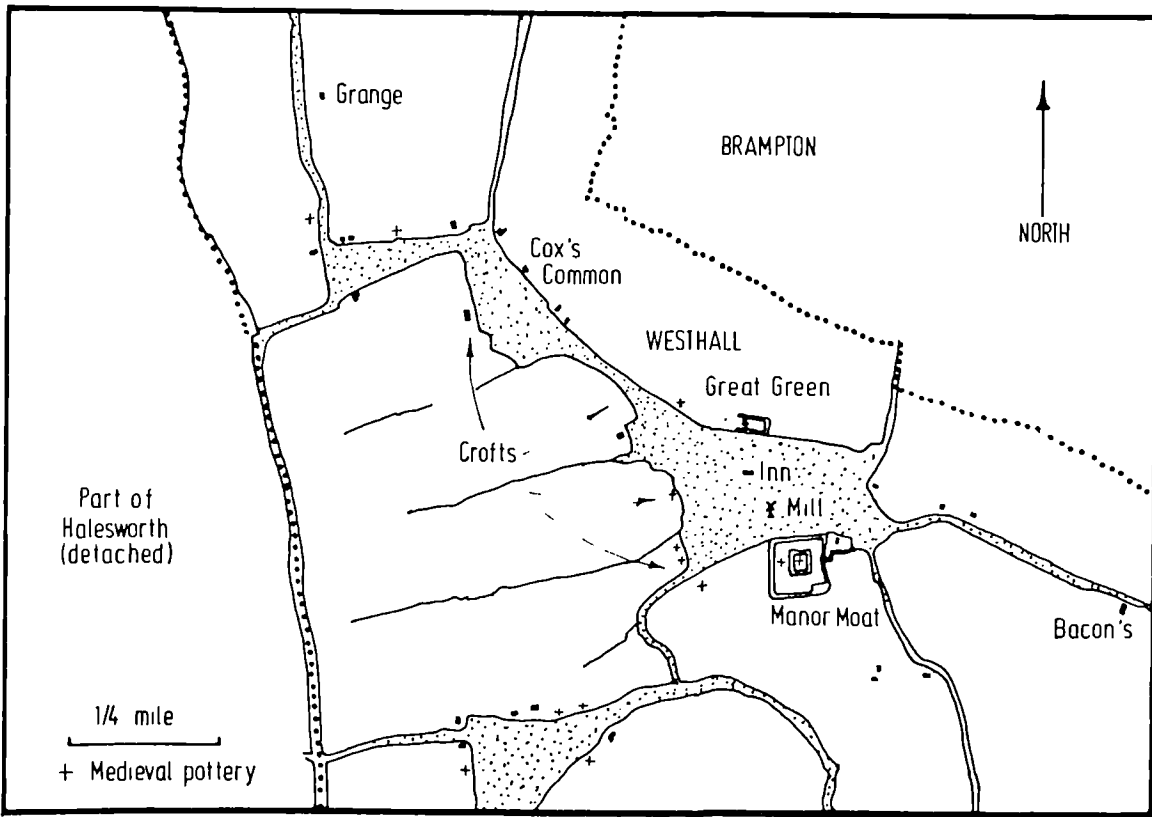 Grange
BRAMPTON
NORTH
Cox's
Common
WESTHALL
Great Green
Crofts
Inn
Mill
Part of
Halesworth
(detached)
Manor Moat
Bacon's
1/4 mile
+ Medieval pottery